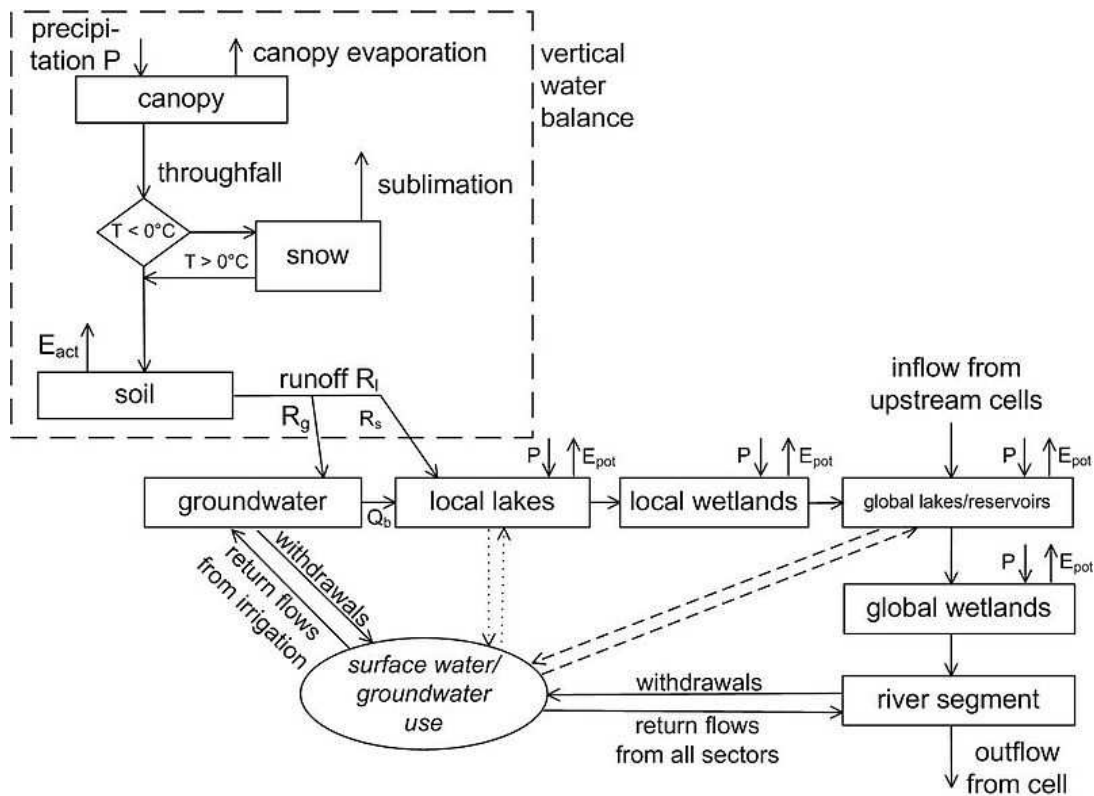 precipi-
tation P
canopy evaporation
vertical
water
balance
canopy
throughfall
sublimation
T < 0°C
snow
T > 0°C
E_act
soil
runoff R_l
R_g
R_s
inflow from
upstream cells
P
E_pot
P
E_pot
P
E_pot
groundwater
Q_b
local lakes
local wetlands
global lakes/reservoirs
withdrawals
return flows
from irrigation
P
E_pot
global wetlands
surface water/
groundwater
use
withdrawals
river segment
return flows
from all sectors
outflow
from cell